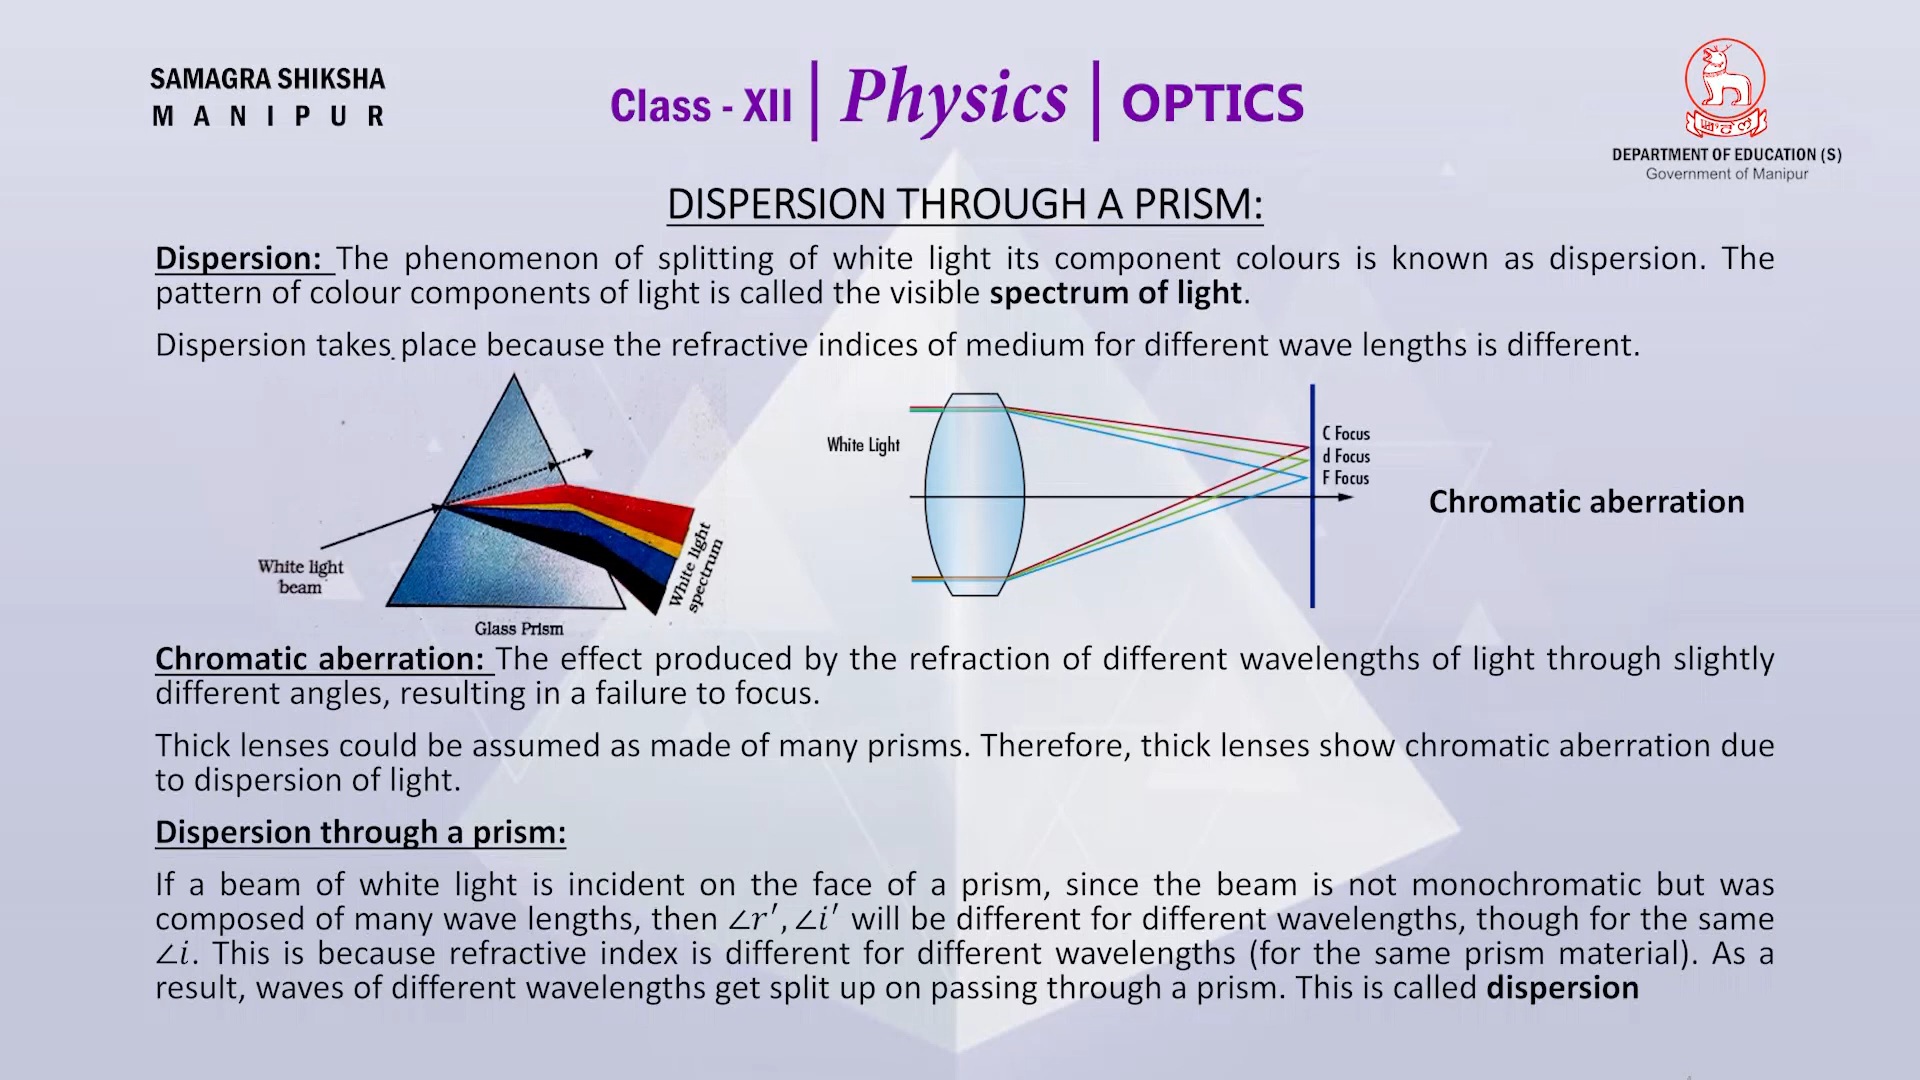 SAMAGRA SHIKSHA
MANIPUR
Class - XII | Physics | OPTICS
DEPARTMENT OF EDUCATION (S)
Government of Manipur
DISPERSION THROUGH A PRISM:
Dispersion: The phenomenon of splitting of white light its component colours is known as dispersion. The
pattern of colour components of light is called the visible spectrum of light.
Dispersion takes place because the refractive indices of medium for different wave lengths is different.
White light
beam
Glass Prism
White light
spectrum
White Light
C Focus
d Focus
F Focus
Chromatic aberration
Chromatic aberration: The effect produced by the refraction of different wavelengths of light through slightly
different angles, resulting in a failure to focus.
Thick lenses could be assumed as made of many prisms. Therefore, thick lenses show chromatic aberration due
to dispersion of light.
Dispersion through a prism:
If a beam of white light is incident on the face of a prism, since the beam is not monochromatic but was
composed of many wave lengths, then ∠r′, ∠i′ will be different for different wavelengths, though for the same
∠i. This is because refractive index is different for different wavelengths (for the same prism material). As a
result, waves of different wavelengths get split up on passing through a prism. This is called dispersion